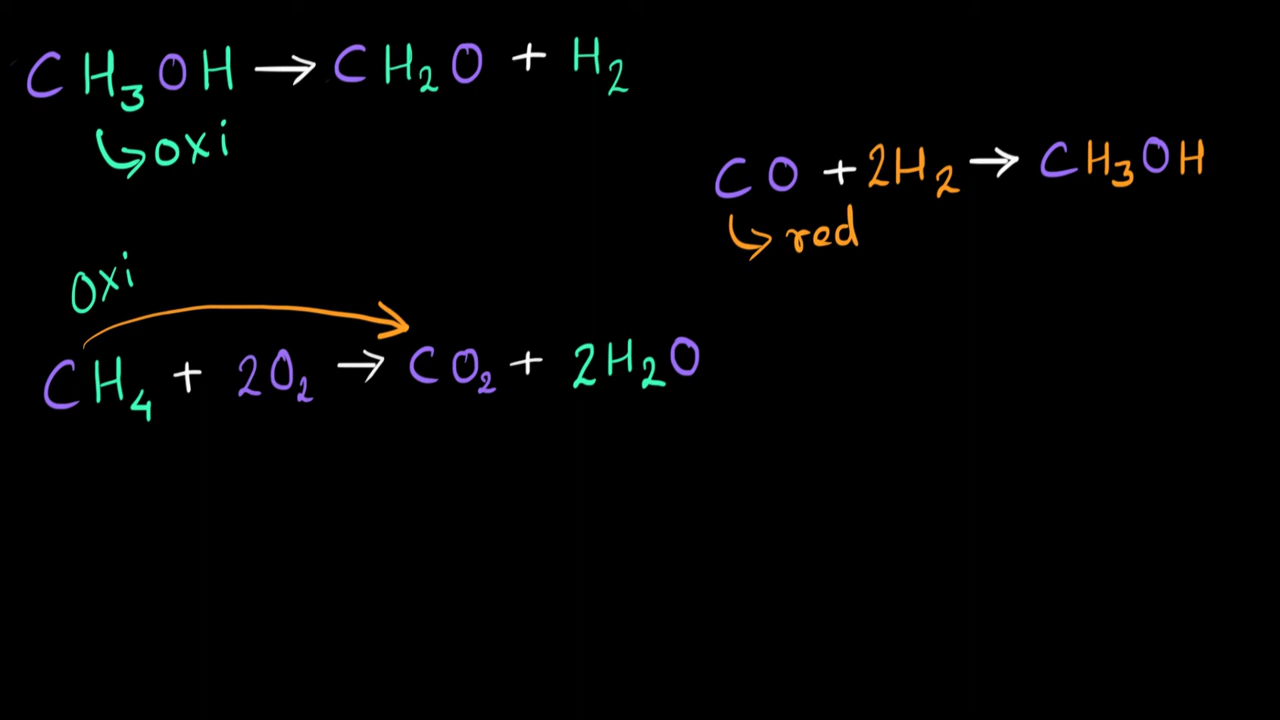 CH₃OH → CH₂O + H₂
↳ oxi
CO + 2H₂ → CH₃OH
↳ red
oxi
CH₄ + 2O₂ → CO₂ + 2H₂O